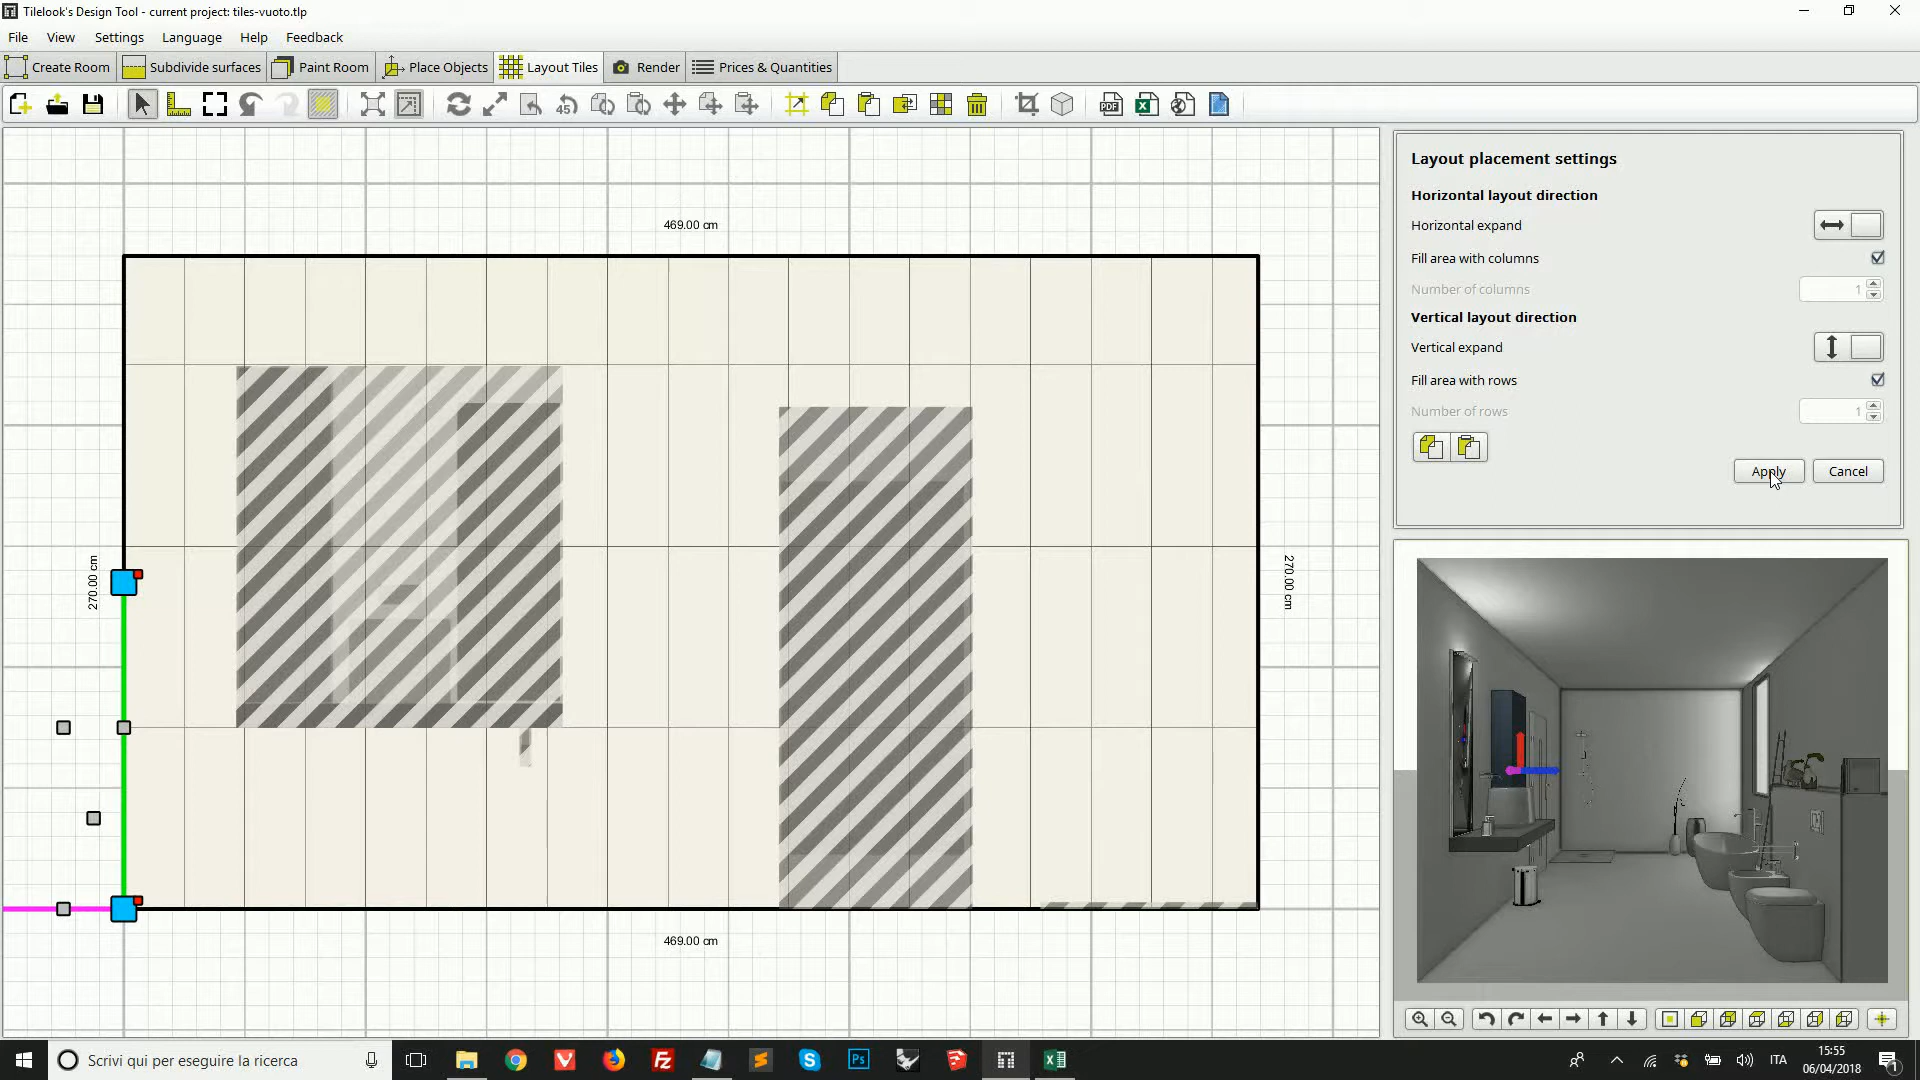 Tilelook's Design Tool - current project: tiles-vuoto.tlp
File View Settings Language Help Feedback
Create Room Subdivide surfaces Paint Room Place Objects Layout Tiles Render Prices & Quantities
45 PDF
469.00 cm
270.00 cm
270.00 cm
469.00 cm
Layout placement settings
Horizontal layout direction
Horizontal expand
Fill area with columns
Number of columns 1
Vertical layout direction
Vertical expand
Fill area with rows
Number of rows 1
Apply Cancel
Scrivi qui per eseguire la ricerca
ITA
15:55
06/04/2018
1